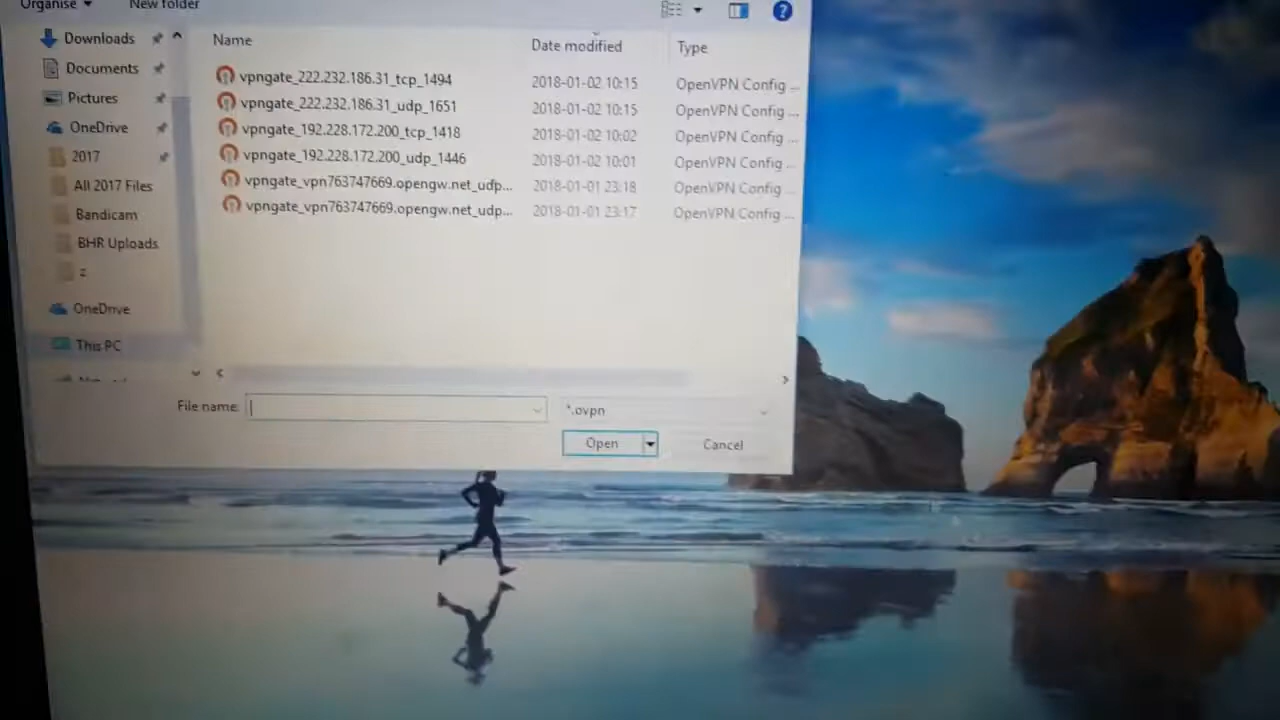 Organise New folder
Downloads
Documents
Pictures
OneDrive
2017
All 2017 Files
Bandicam
BHR Uploads
z
OneDrive
This PC
Name Date modified Type
vpngate_222.232.186.31_tcp_1494 2018-01-02 10:15 OpenVPN Config ...
vpngate_222.232.186.31_udp_1651 2018-01-02 10:15 OpenVPN Config ...
vpngate_192.228.172.200_tcp_1418 2018-01-02 10:02 OpenVPN Config ...
vpngate_192.228.172.200_udp_1446 2018-01-02 10:01 OpenVPN Config ...
vpngate_vpn763747669.opengw.net_udp... 2018-01-01 23:18 OpenVPN Config ...
vpngate_vpn763747669.opengw.net_udp... 2018-01-01 23:17 OpenVPN Config ...
File name: *.ovpn
Open Cancel